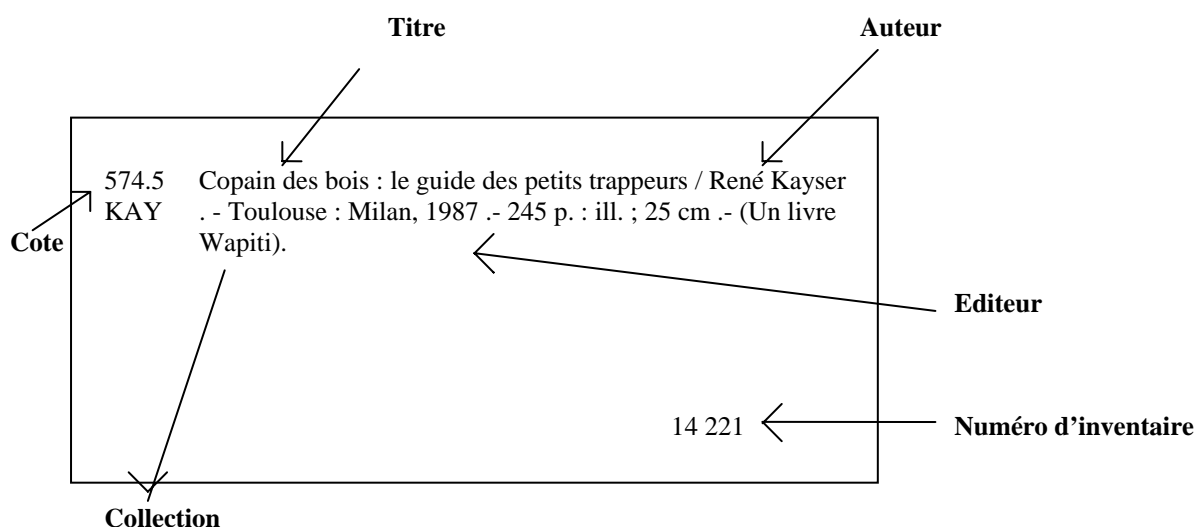 Titre Auteur
574.5 Copain des bois : le guide des petits trappeurs / René Kayser
KAY . - Toulouse : Milan, 1987 .- 245 p. : ill. ; 25 cm .- (Un livre
Cote Wapiti).
Editeur
14 221 Numéro d’inventaire
Collection